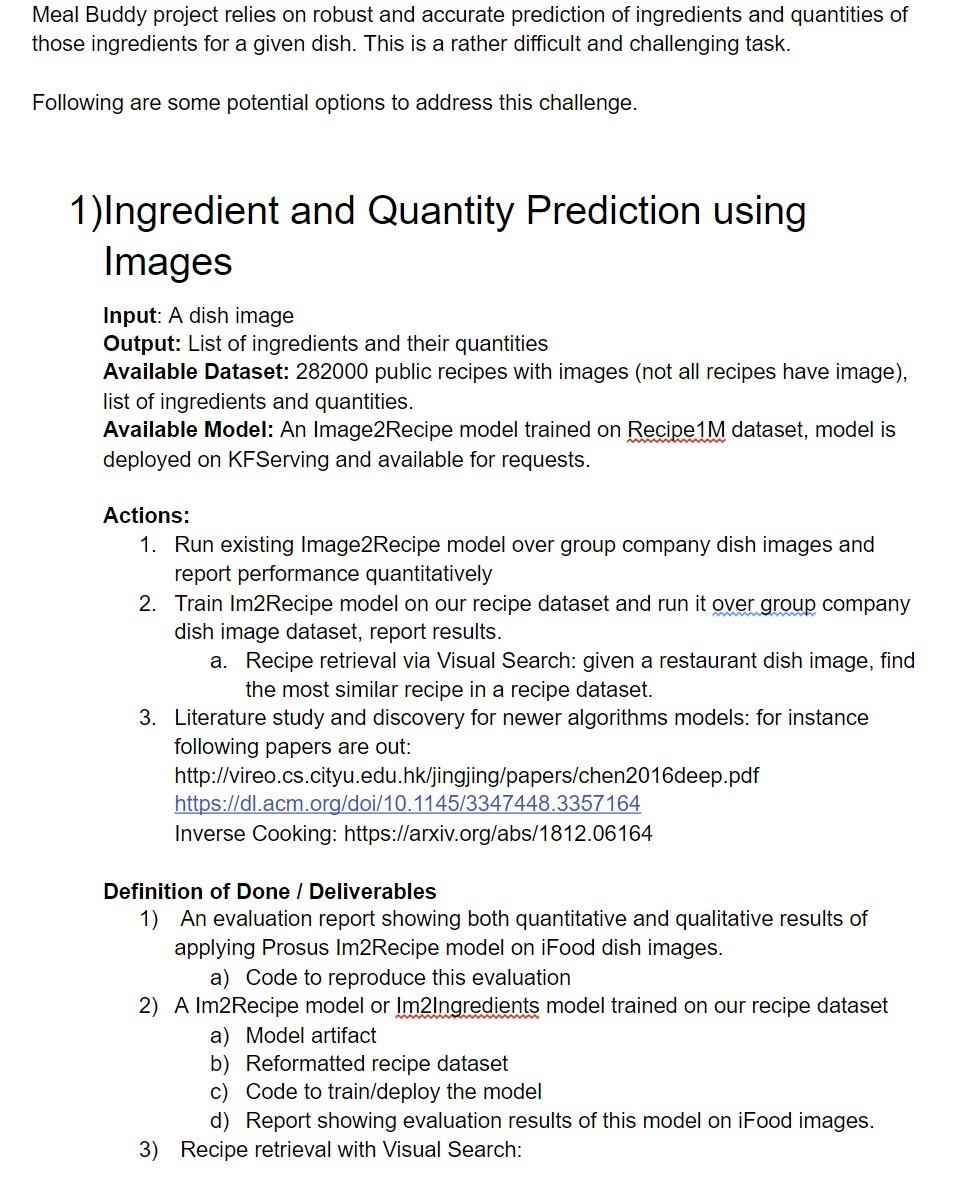 Meal Buddy project relies on robust and accurate prediction of ingredients and quantities of
those ingredients for a given dish. This is a rather difficult and challenging task.
Following are some potential options to address this challenge.
1)Ingredient and Quantity Prediction using
Images
Input: A dish image
Output: List of ingredients and their quantities
Available Dataset: 282000 public recipes with images (not all recipes have image),
list of ingredients and quantities.
Available Model: An Image2Recipe model trained on Recipe1M dataset, model is
deployed on KFServing and available for requests.
Actions:
1. Run existing Image2Recipe model over group company dish images and
report performance quantitatively
2. Train Im2Recipe model on our recipe dataset and run it over group company
dish image dataset, report results.
a. Recipe retrieval via Visual Search: given a restaurant dish image, find
the most similar recipe in a recipe dataset.
3. Literature study and discovery for newer algorithms models: for instance
following papers are out:
http://vireo.cs.cityu.edu.hk/jingjing/papers/chen2016deep.pdf
https://dl.acm.org/doi/10.1145/3347448.3357164
Inverse Cooking: https://arxiv.org/abs/1812.06164
Definition of Done / Deliverables
1) An evaluation report showing both quantitative and qualitative results of
applying Prosus Im2Recipe model on iFood dish images.
a) Code to reproduce this evaluation
2) A Im2Recipe model or Im2Ingredients model trained on our recipe dataset
a) Model artifact
b) Reformatted recipe dataset
c) Code to train/deploy the model
d) Report showing evaluation results of this model on iFood images.
3) Recipe retrieval with Visual Search: